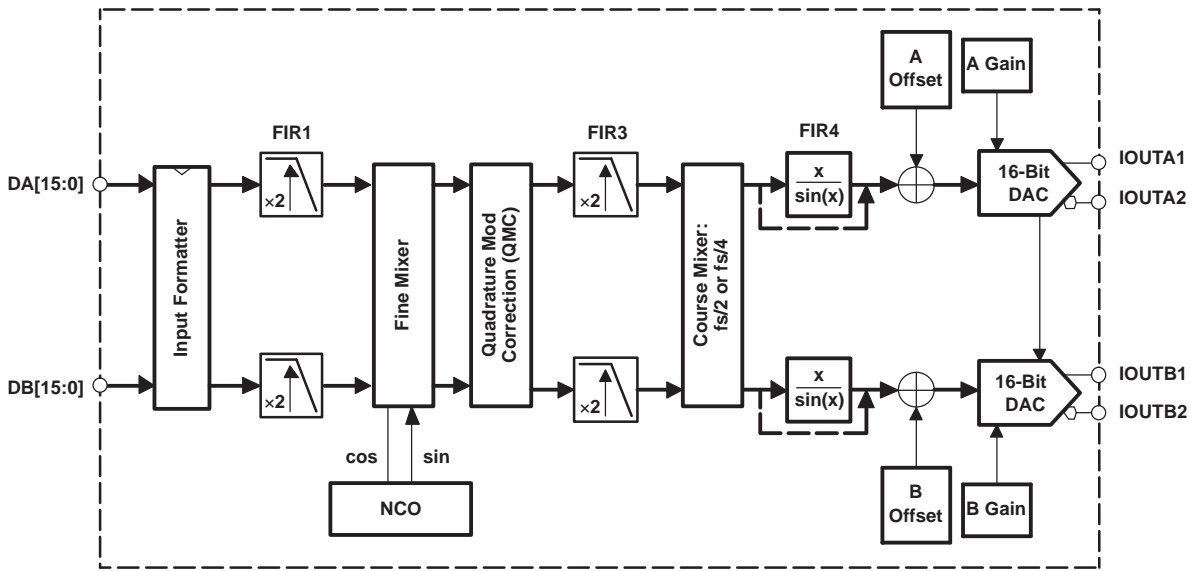 A
Offset
A Gain
FIR1
FIR3
FIR4
DA[15:0]
×2
×2
x
sin(x)
16-Bit
DAC
IOUTA1
IOUTA2
Input Formatter
Fine Mixer
Quadrature Mod
Correction (QMC)
Course Mixer:
fs/2 or fs/4
DB[15:0]
×2
×2
x
sin(x)
16-Bit
DAC
IOUTB1
IOUTB2
cos
sin
NCO
B
Offset
B Gain